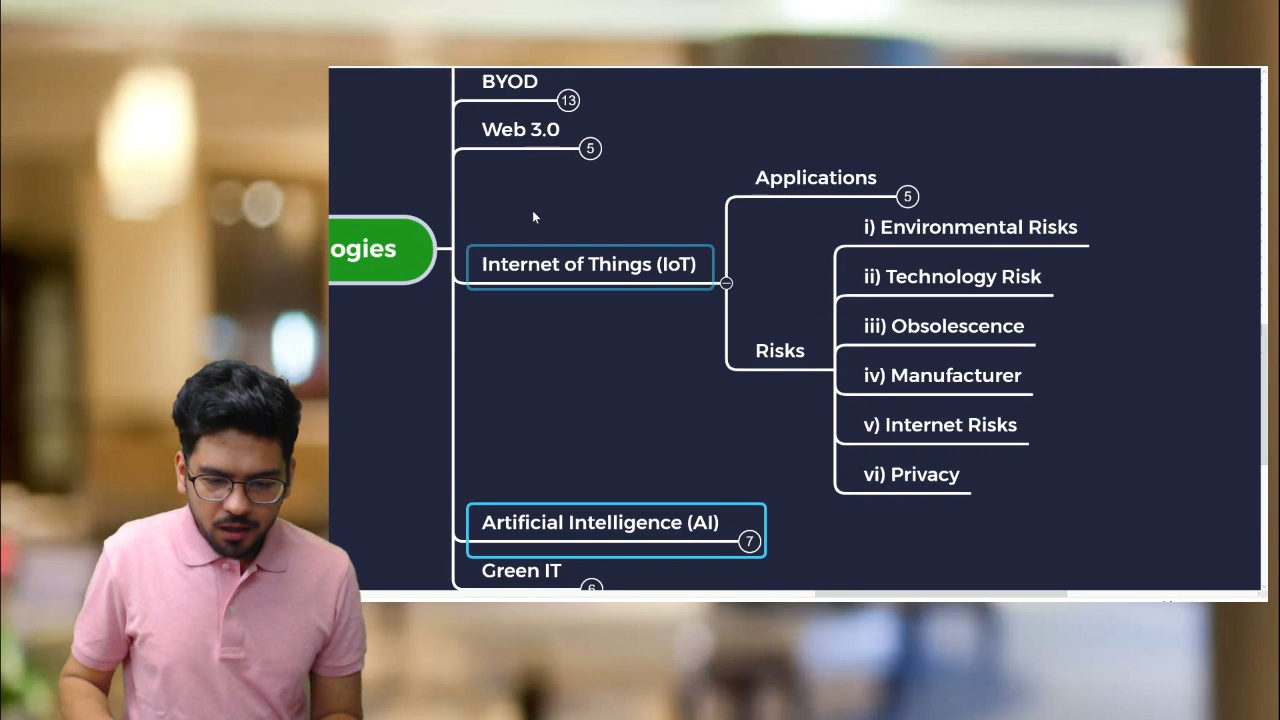 BYOD
13
Web 3.0
5
Applications
5
i) Environmental Risks
ogies
Internet of Things (IoT)
ii) Technology Risk
iii) Obsolescence
Risks
iv) Manufacturer
v) Internet Risks
vi) Privacy
Artificial Intelligence (AI)
7
Green IT
6